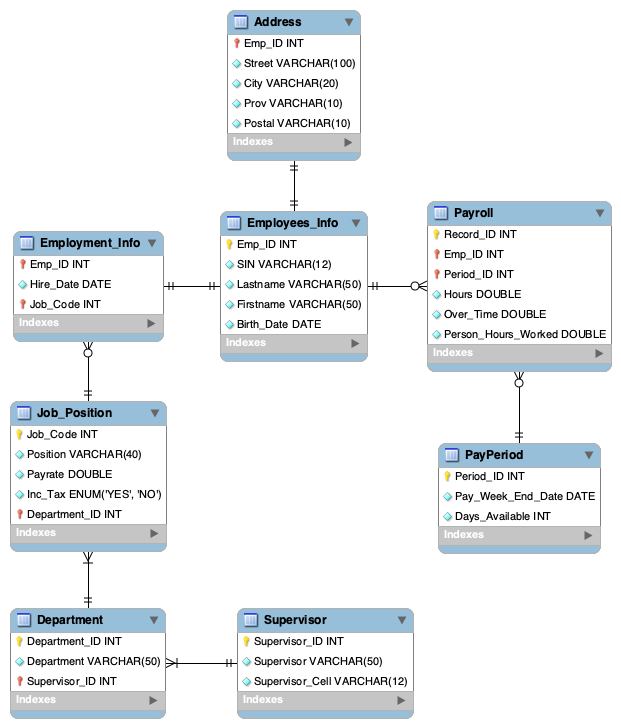 Address
Emp_ID INT
Street VARCHAR(100)
City VARCHAR(20)
Prov VARCHAR(10)
Postal VARCHAR(10)
Indexes
Employment_Info
Emp_ID INT
Hire_Date DATE
Job_Code INT
Indexes
Employees_Info
Emp_ID INT
SIN VARCHAR(12)
Lastname VARCHAR(50)
Firstname VARCHAR(50)
Birth_Date DATE
Indexes
Payroll
Record_ID INT
Emp_ID INT
Period_ID INT
Hours DOUBLE
Over_Time DOUBLE
Person_Hours_Worked DOUBLE
Indexes
Job_Position
Job_Code INT
Position VARCHAR(40)
Payrate DOUBLE
Inc_Tax ENUM('YES', 'NO')
Department_ID INT
Indexes
PayPeriod
Period_ID INT
Pay_Week_End_Date DATE
Days_Available INT
Indexes
Department
Department_ID INT
Department VARCHAR(50)
Supervisor_ID INT
Indexes
Supervisor
Supervisor_ID INT
Supervisor VARCHAR(50)
Supervisor_Cell VARCHAR(12)
Indexes